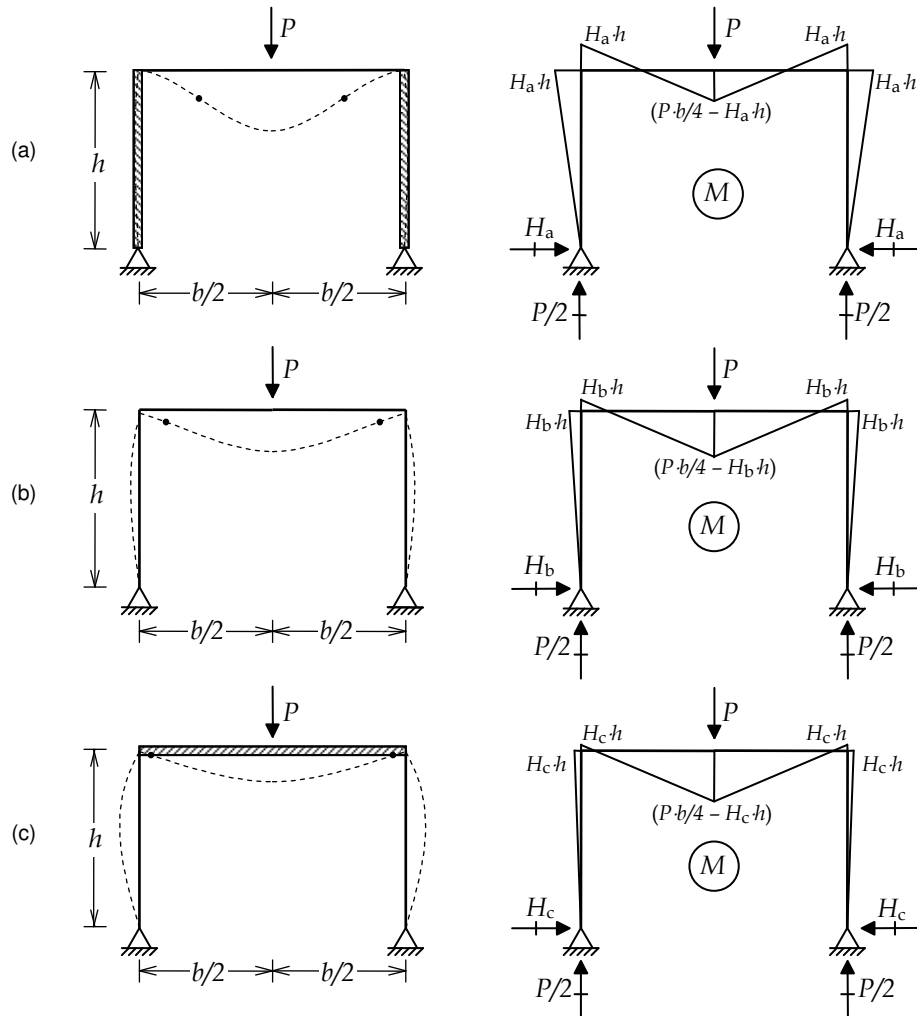 P
P
H_a·h
H_a·h
H_a·h
H_a·h
(P·b/4 – H_a·h)
(a)
h
M
H_a
H_a
b/2
b/2
P/2
P/2
P
P
H_b·h
H_b·h
H_b·h
H_b·h
(P·b/4 – H_b·h)
(b)
h
M
H_b
H_b
b/2
b/2
P/2
P/2
P
P
H_c·h
H_c·h
H_c·h
H_c·h
(P·b/4 – H_c·h)
(c)
h
M
H_c
H_c
b/2
b/2
P/2
P/2